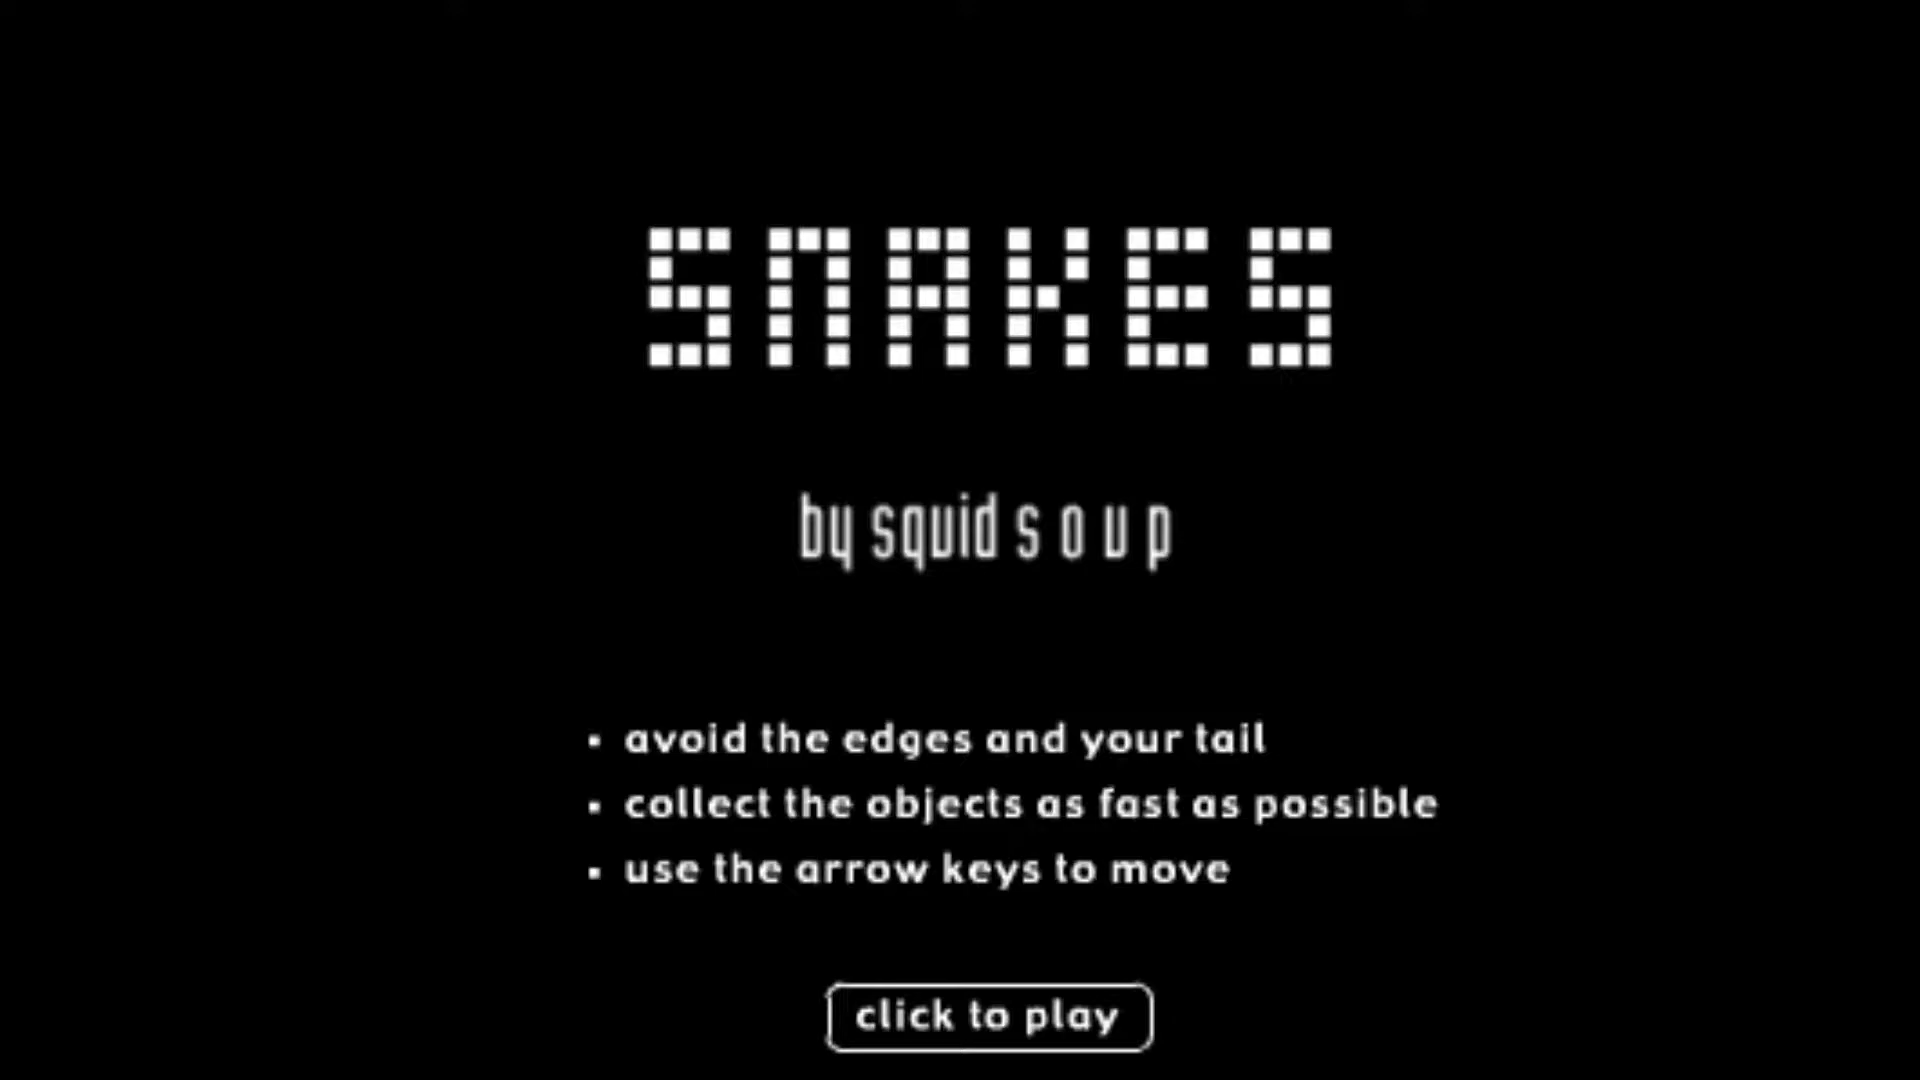 SNAKES
by squid soup
▪ avoid the edges and your tail
▪ collect the objects as fast as possible
▪ use the arrow keys to move
click to play